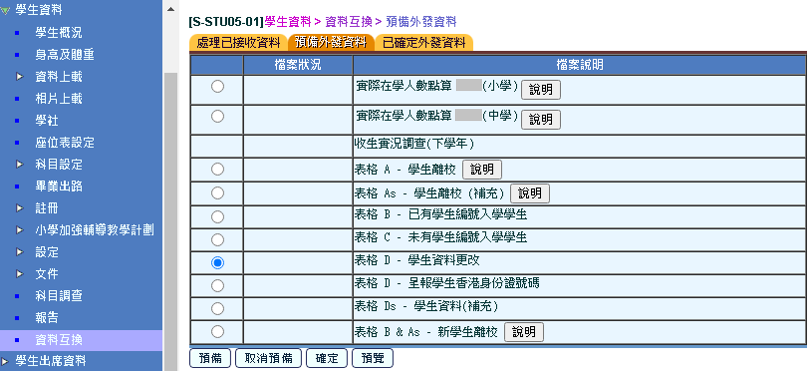 學生資料
學生概況
身高及體重
資料上載
相片上載
學社
座位表設定
科目設定
畢業出路
註冊
小學加強輔導教學計劃
設定
文件
科目調查
報告
資料互換
學生出席資料
[S-STU05-01]學生資料 > 資料互換 > 預備外發資料
處理已接收資料 預備外發資料 已確定外發資料
檔案狀況 檔案說明
實際在學人數點算 (小學) 說明
實際在學人數點算 (中學) 說明
收生實況調查(下學年)
表格 A - 學生離校 說明
表格 As - 學生離校 (補充) 說明
表格 B - 已有學生編號入學學生
表格 C - 未有學生編號入學學生
表格 D - 學生資料更改
表格 D - 呈報學生香港身份證號碼
表格 Ds - 學生資料(補充)
表格 B & As - 新學生離校 說明
預備 取消預備 確定 預覽